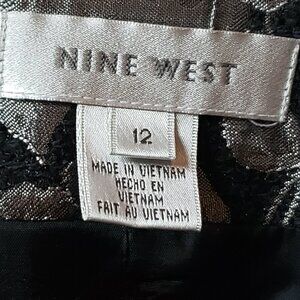 NINE WEST
12
MADE IN VIETNAM
HECHO EN
VIETNAM
FAIT AU VIETNAM